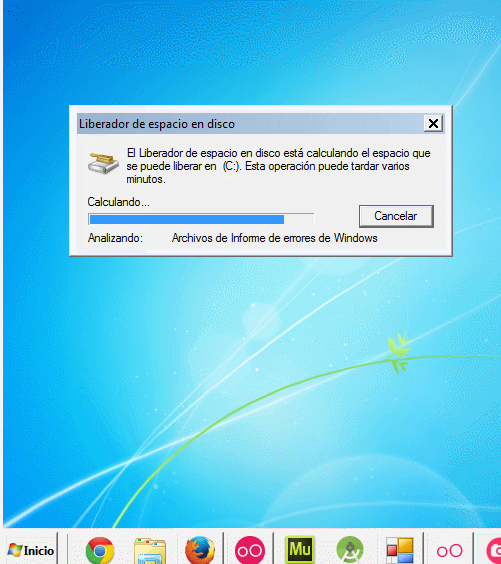 Liberador de espacio en disco
El Liberador de espacio en disco está calculando el espacio que
se puede liberar en (C:). Esta operación puede tardar varios
minutos.
Calculando...
Cancelar
Analizando: Archivos de Informe de errores de Windows
Inicio
Mu